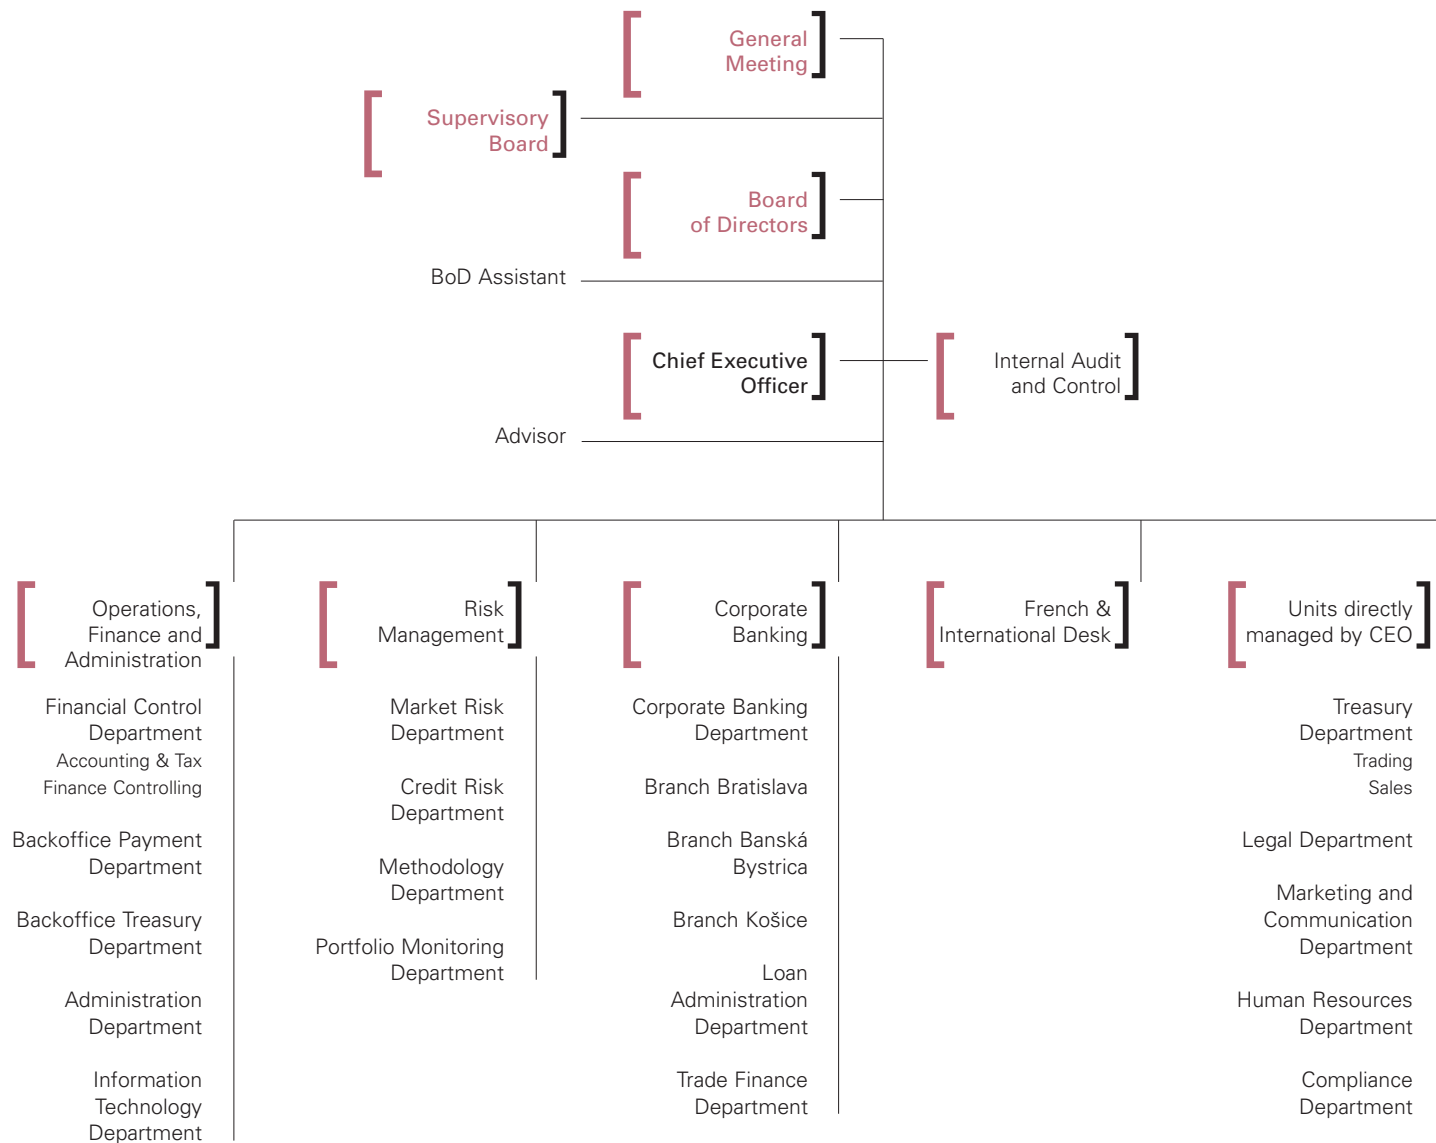 General
Meeting
Supervisory
Board
Board
of Directors
BoD Assistant
Chief Executive
Officer
Internal Audit
and Control
Advisor
Operations,
Finance and
Administration
Financial Control
Department
Accounting & Tax
Finance Controlling
Backoffice Payment
Department
Backoffice Treasury
Department
Administration
Department
Information
Technology
Department
Risk
Management
Market Risk
Department
Credit Risk
Department
Methodology
Department
Portfolio Monitoring
Department
Corporate
Banking
Corporate Banking
Department
Branch Bratislava
Branch Banská
Bystrica
Branch Košice
Loan
Administration
Department
Trade Finance
Department
French &
International Desk
Units directly
managed by CEO
Treasury
Department
Trading
Sales
Legal Department
Marketing and
Communication
Department
Human Resources
Department
Compliance
Department